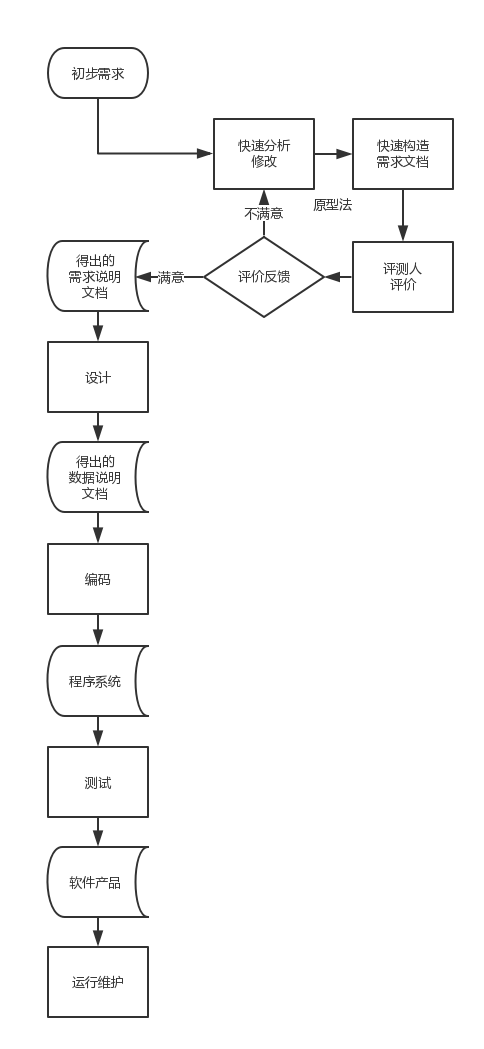 初步需求
快速分析
修改
快速构造
需求文档
不满意
原型法
得出的
需求说明
文档
满意
评价反馈
评测人
评价
设计
得出的
数据说明
文档
编码
程序系统
测试
软件产品
运行维护